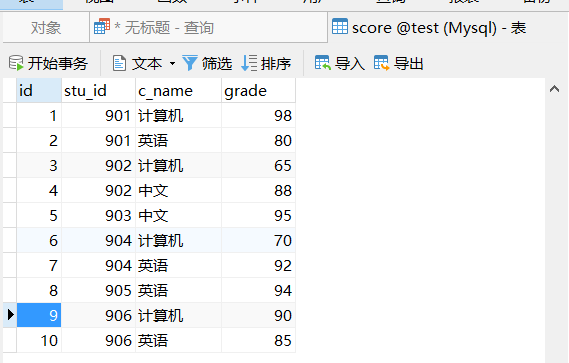 对象 * 无标题 - 查询 score @test (Mysql) - 表
开始事务 文本 筛选 排序 导入 导出
id stu_id c_name grade
1 901 计算机 98
2 901 英语 80
3 902 计算机 65
4 902 中文 88
5 903 中文 95
6 904 计算机 70
7 904 英语 92
8 905 英语 94
9 906 计算机 90
10 906 英语 85